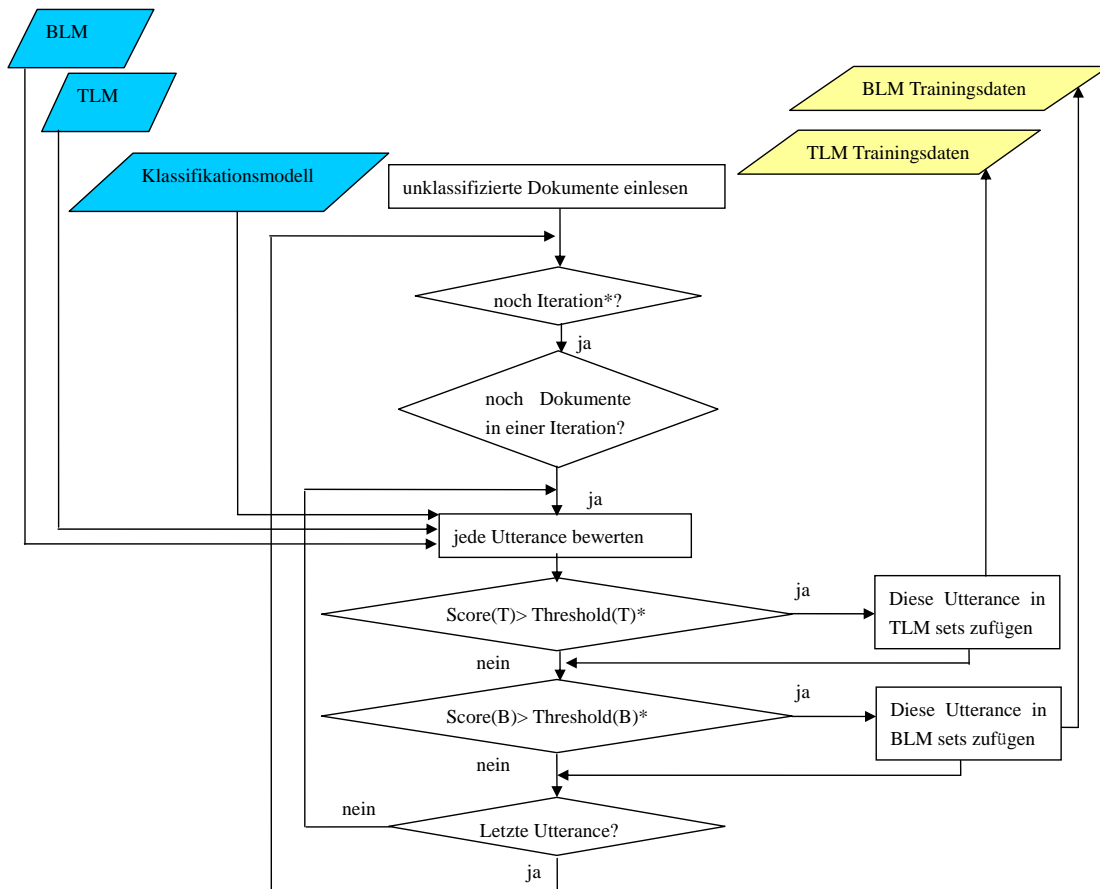 BLM
TLM
BLM Trainingsdaten
TLM Trainingsdaten
Klassifikationsmodell
unklassifizierte Dokumente einlesen
noch Iteration*?
ja
noch Dokumente
in einer Iteration?
ja
jede Utterance bewerten
Score(T)> Threshold(T)*
ja
Diese Utterance in
TLM sets zufügen
nein
Score(B)> Threshold(B)*
ja
Diese Utterance in
BLM sets zufügen
nein
nein
Letzte Utterance?
ja